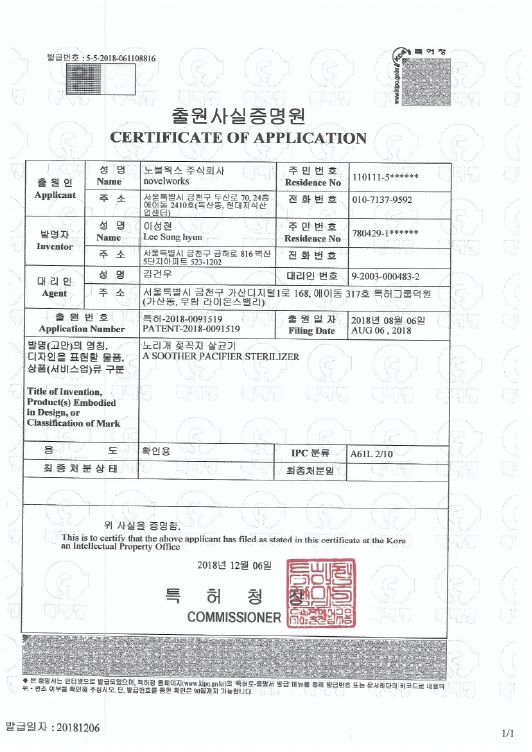 발급번호 : 5-5-2018-061108816
특허청
www.kipo.go.kr
출원사실증명원
CERTIFICATE OF APPLICATION
출원인
Applicant
성 명
Name
노블웍스 주식회사
novelworks
주민번호
Residence No
110111-5******
주 소
서울특별시 금천구 두산로 70, 24층
에이동 2410호(독산동, 현대지식산
업센터)
전화번호
010-7137-9592
발명자
Inventor
성 명
Name
이성현
Lee Sung hyun
주민번호
Residence No
780429-1******
주 소
서울특별시 금천구 금하로 816 벽산
5단지아파트 523-1202
전화번호
대리인
Agent
성 명
김건우
대리인 번호
9-2003-000483-2
주 소
서울특별시 금천구 가산디지털1로 168, 에이동 317호 특허그룹덕원
(가산동, 우림 라이온스밸리)
출원번호
Application Number
특허-2018-0091519
PATENT-2018-0091519
출원일자
Filing Date
2018년 08월 06일
AUG 06 , 2018
발명(고안)의 명칭,
디자인을 표현할 물품,
상품(서비스업)류 구분
Title of Invention,
Product(s) Embodied
in Design, or
Classification of Mark
노리개 젖꼭지 살균기
A SOOTHER PACIFIER STERILIZER
용 도
확인용
IPC 분류
A61L 2/10
최종처분상태
최종처분일
위 사실을 증명함.
This is to certify that the above applicant has filed as stated in this certificate at the Kore
an Intellectual Property Office
2018년 12월 06일
특 허 청 장
COMMISSIONER
◆ 본 증명서는 인터넷으로 발급되었으며, 특허청 홈페이지(www.kipo.go.kr)의 '특허로-증명서 발급' 메뉴를 통해 발급번호 또는 문서하단의 바코드로 내용의
위·변조 여부를 확인해 주십시오. 단, 발급번호를 통한 확인은 90일까지 가능합니다.
발급일자 : 20181206
1/1